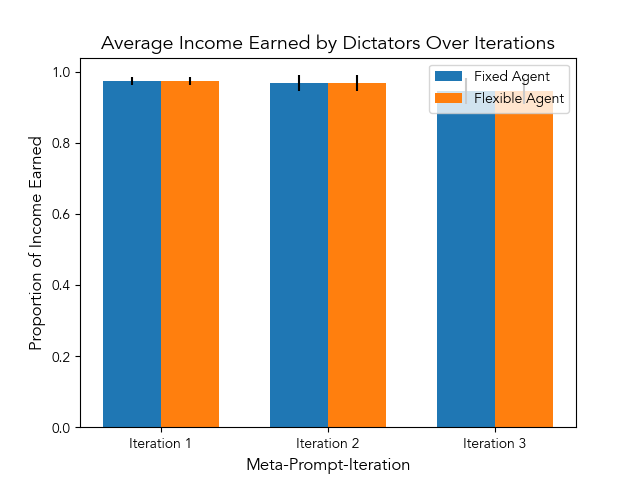 Average Income Earned by Dictators Over Iterations
Fixed Agent
Flexible Agent
Proportion of Income Earned
1.0
0.8
0.6
0.4
0.2
0.0
Iteration 1
Iteration 2
Iteration 3
Meta-Prompt-Iteration